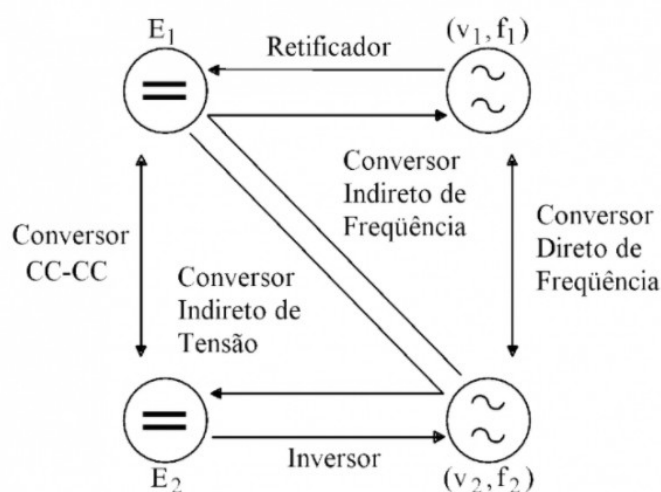 E1
(v1, f1)
Retificador
Conversor
Indireto de
Freqüência
Conversor
Direto de
Freqüência
Conversor
CC-CC
Conversor
Indireto de
Tensão
Inversor
E2
(v2, f2)